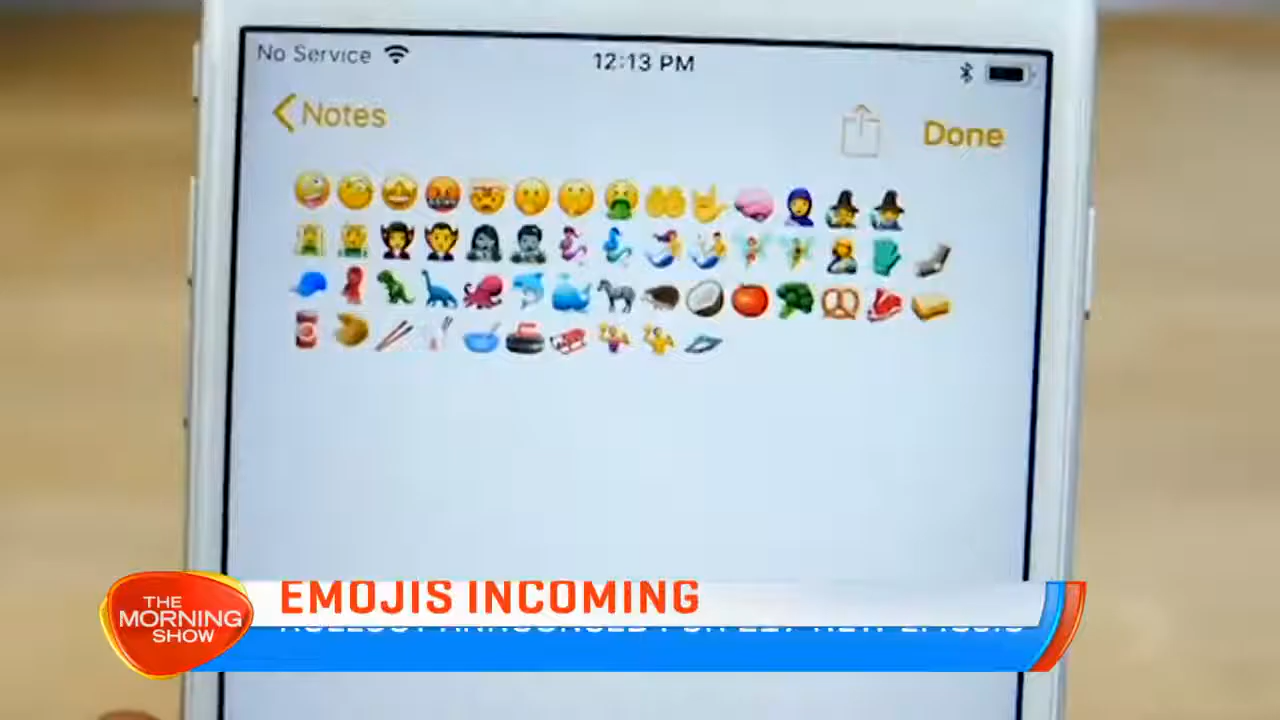 No Service
12:13 PM
Notes
Done
EMOJIS INCOMING
THE
MORNING
SHOW